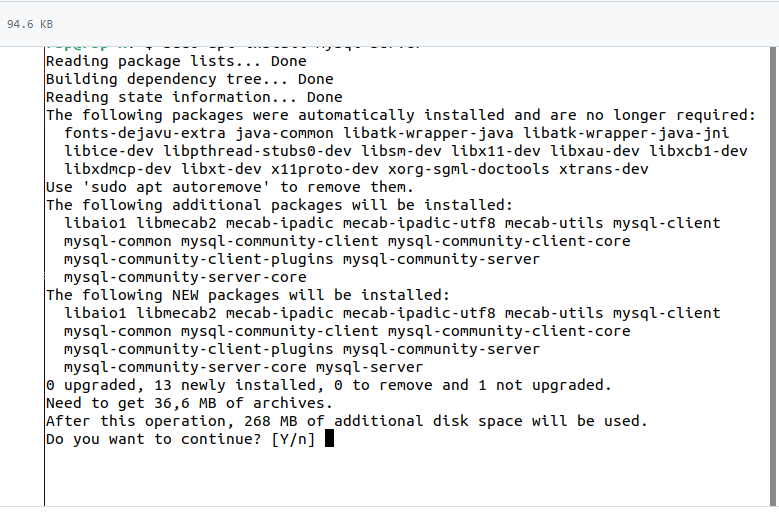 94.6 KB
Reading package lists... Done
Building dependency tree... Done
Reading state information... Done
The following packages were automatically installed and are no longer required:
  fonts-dejavu-extra java-common libatk-wrapper-java libatk-wrapper-java-jni
  libice-dev libpthread-stubs0-dev libsm-dev libx11-dev libxau-dev libxcb1-dev
  libxdmcp-dev libxt-dev x11proto-dev xorg-sgml-doctools xtrans-dev
Use 'sudo apt autoremove' to remove them.
The following additional packages will be installed:
  libaio1 libmecab2 mecab-ipadic mecab-ipadic-utf8 mecab-utils mysql-client
  mysql-common mysql-community-client mysql-community-client-core
  mysql-community-client-plugins mysql-community-server
  mysql-community-server-core
The following NEW packages will be installed:
  libaio1 libmecab2 mecab-ipadic mecab-ipadic-utf8 mecab-utils mysql-client
  mysql-common mysql-community-client mysql-community-client-core
  mysql-community-client-plugins mysql-community-server
  mysql-community-server-core mysql-server
0 upgraded, 13 newly installed, 0 to remove and 1 not upgraded.
Need to get 36,6 MB of archives.
After this operation, 268 MB of additional disk space will be used.
Do you want to continue? [Y/n]